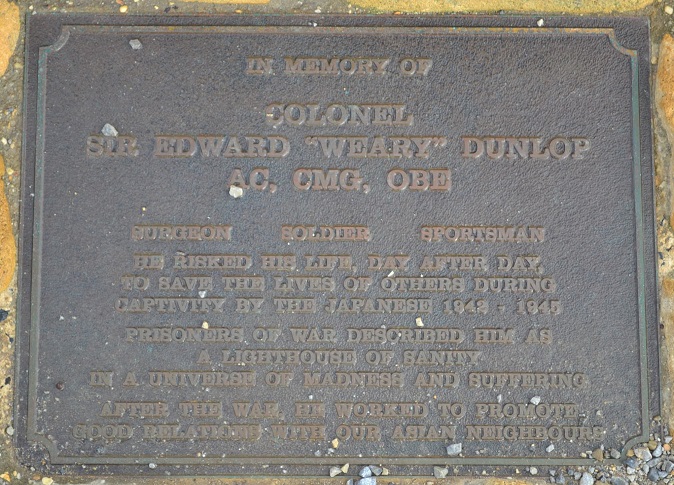 IN MEMORY OF
COLONEL
SIR EDWARD "WEARY" DUNLOP
AC, CMG, OBE
SURGEON SOLDIER SPORTSMAN
HE RISKED HIS LIFE, DAY AFTER DAY,
TO SAVE THE LIVES OF OTHERS DURING
CAPTIVITY BY THE JAPANESE 1942 - 1945
PRISONERS OF WAR DESCRIBED HIM AS
A LIGHTHOUSE OF SANITY
IN A UNIVERSE OF MADNESS AND SUFFERING
AFTER THE WAR HE WORKED TO PROMOTE
GOOD RELATIONS WITH OUR ASIAN NEIGHBOURS